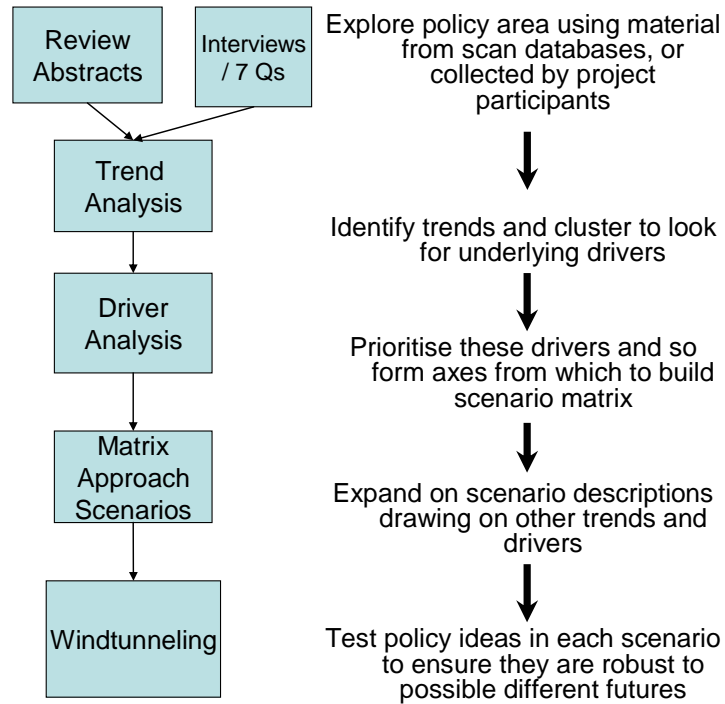 Review
Abstracts
Interviews
/ 7 Qs
Explore policy area using material
from scan databases, or
collected by project
participants
Trend
Analysis
Identify trends and cluster to look
for underlying drivers
Driver
Analysis
Prioritise these drivers and so
form axes from which to build
scenario matrix
Matrix
Approach
Scenarios
Expand on scenario descriptions
drawing on other trends and
drivers
Windtunneling
Test policy ideas in each scenario
to ensure they are robust to
possible different futures